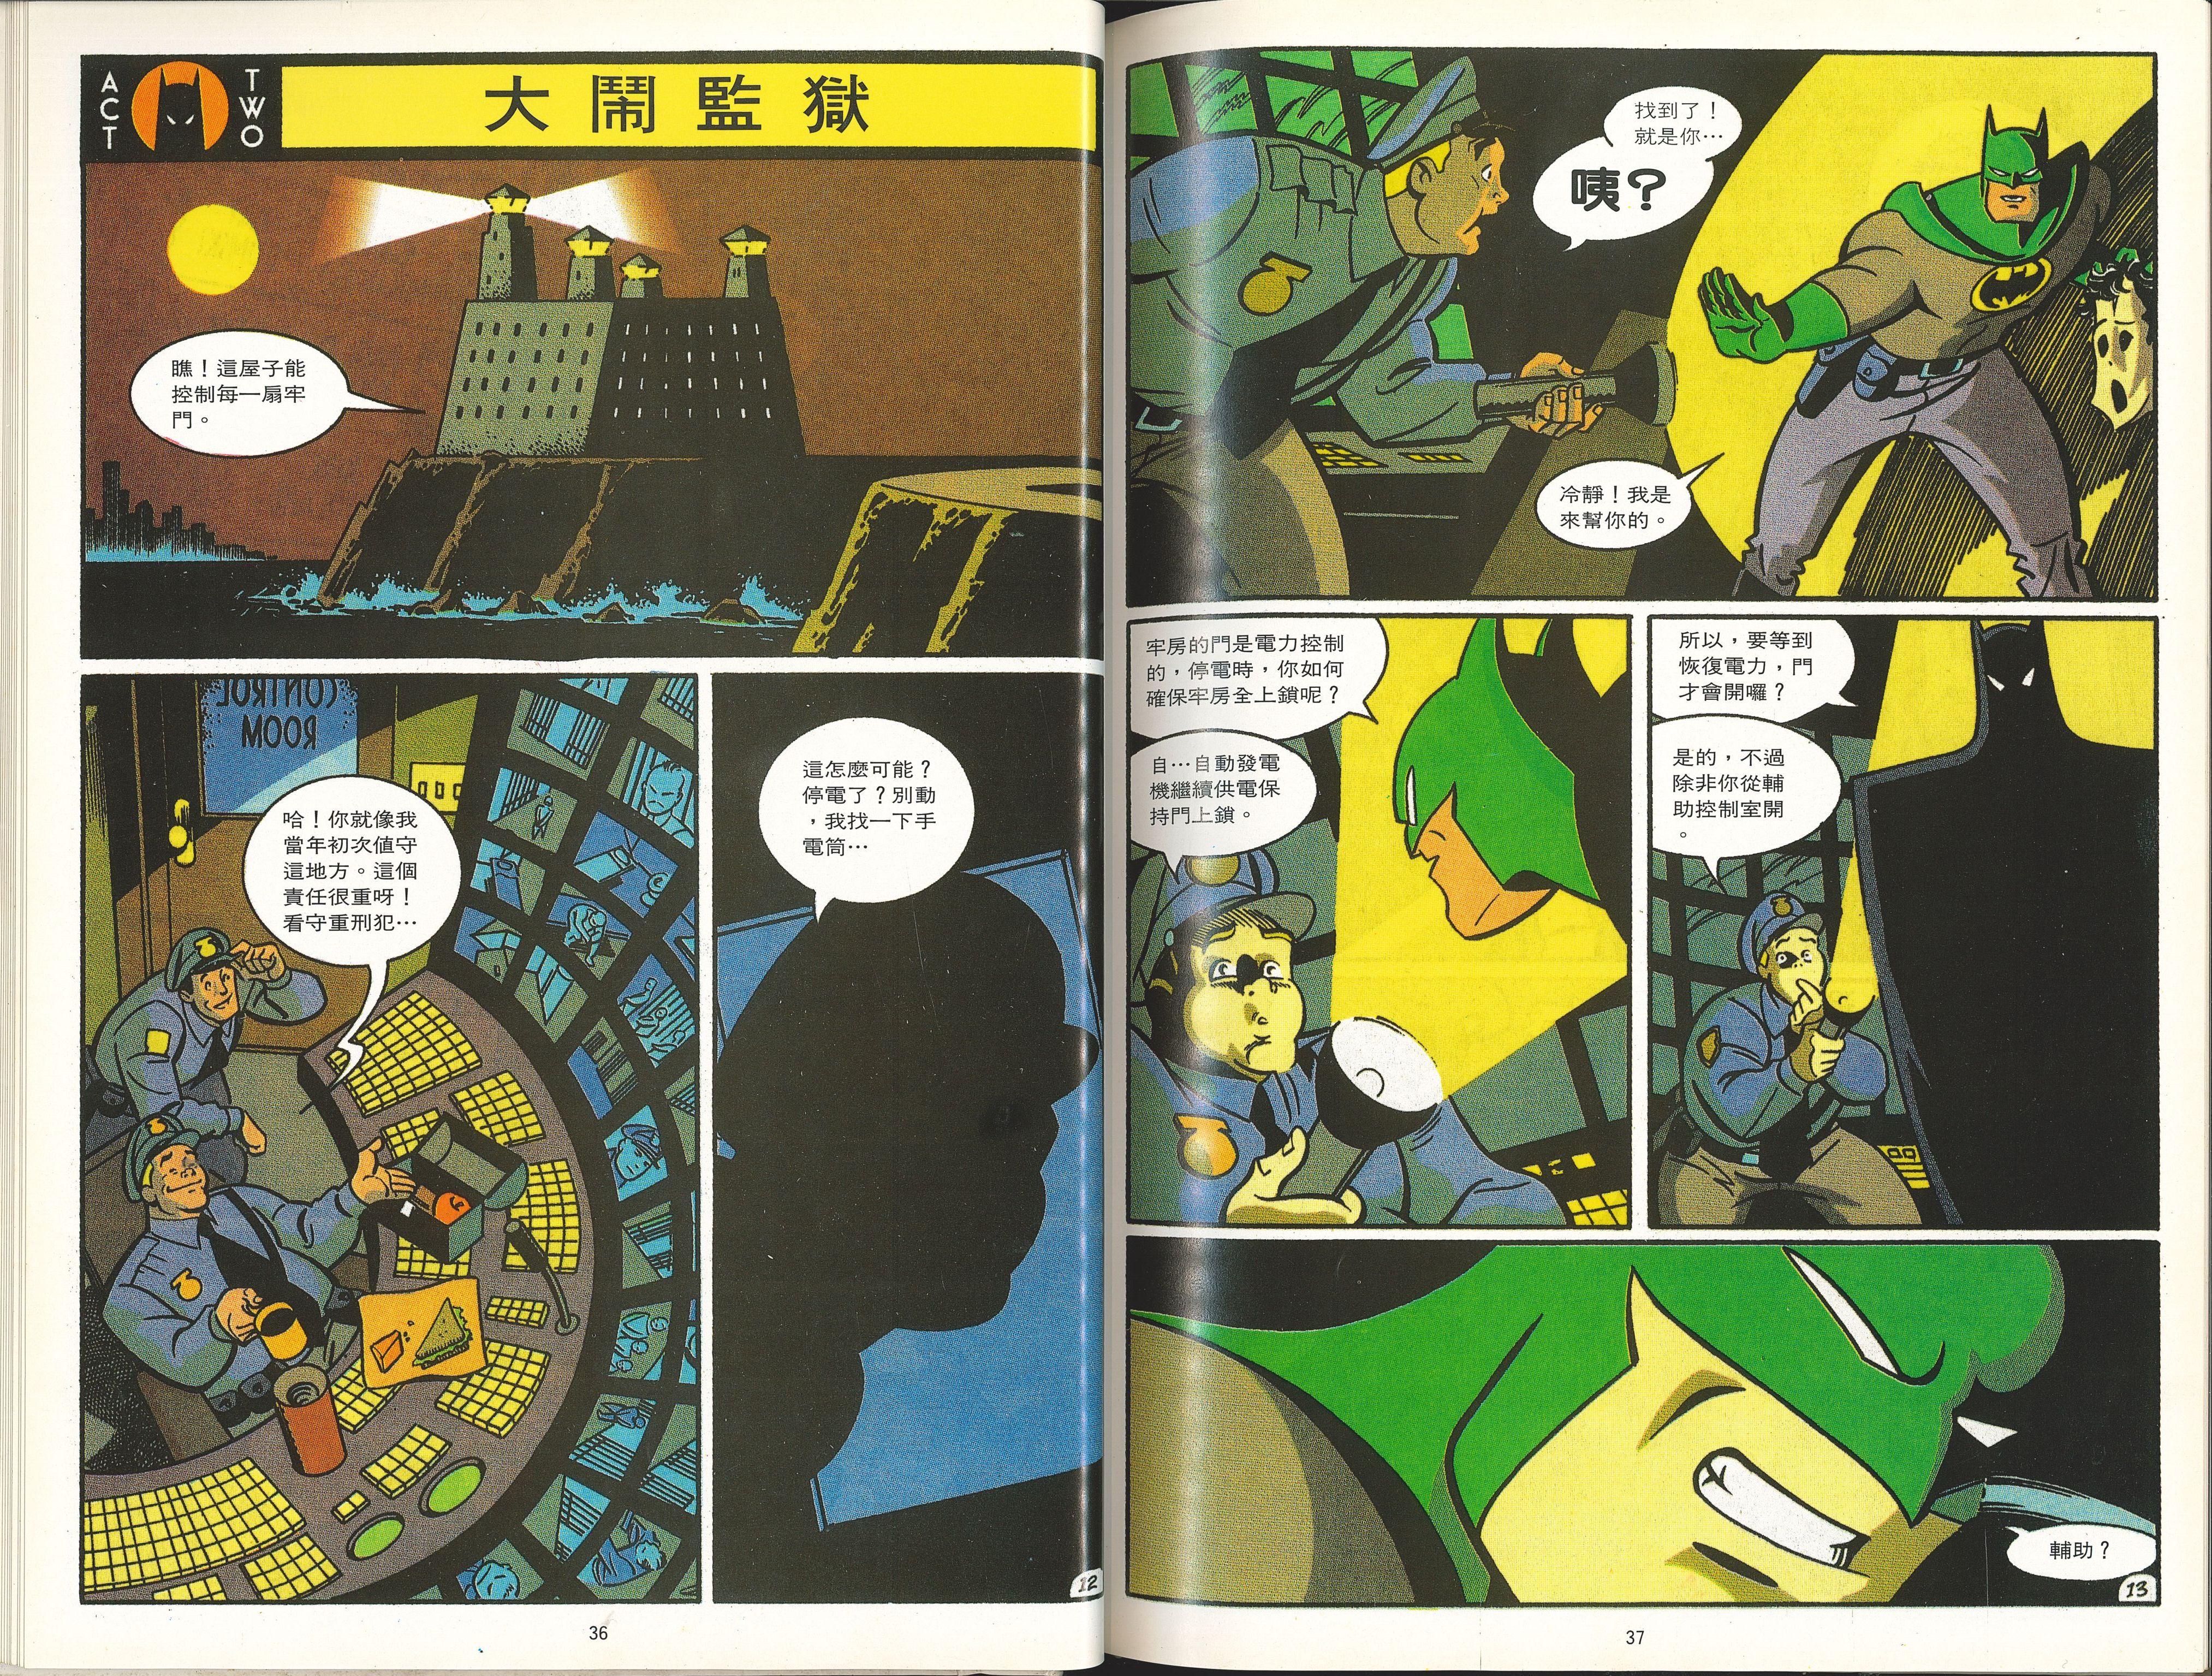 ACT
TWO
大鬧監獄
瞧！這屋子能
控制每一扇牢
門。
CONTROL
ROOM
哈！你就像我
當年初次值守
這地方。這個
責任很重呀！
看守重刑犯…
這怎麼可能？
停電了？別動
，我找一下手
電筒…
12
36
找到了！
就是你…
咦？
冷靜！我是
來幫你的。
牢房的門是電力控制
的，停電時，你如何
確保牢房全上鎖呢？
自…自動發電
機繼續供電保
持門上鎖。
所以，要等到
恢復電力，門
才會開囉？
是的，不過
除非你從輔
助控制室開
。
輔助？
13
37